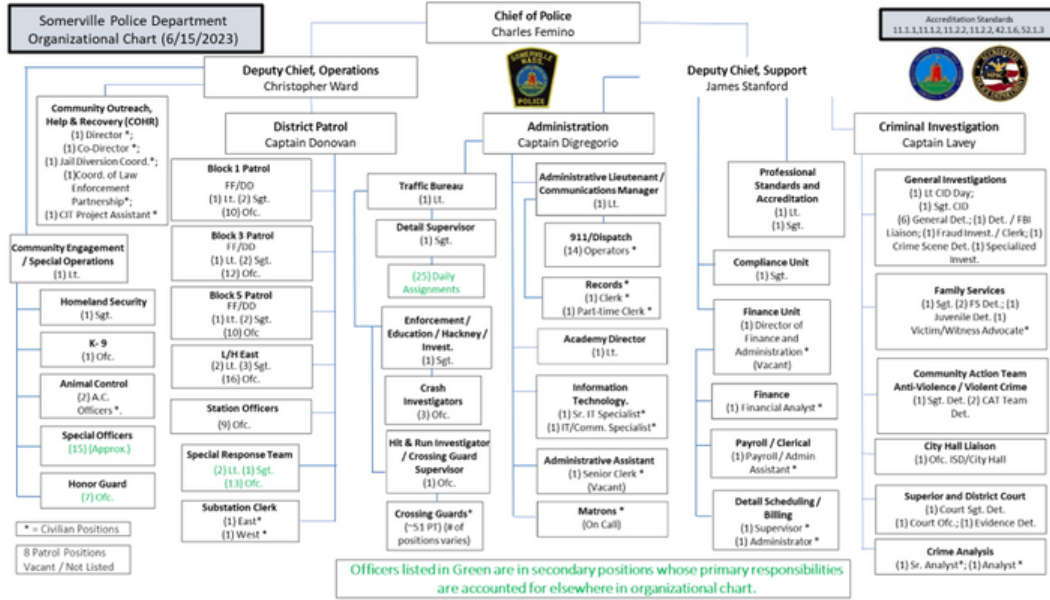 Somerville Police Department
Organizational Chart (6/15/2023)
Chief of Police
Charles Femino
Accreditation Standards
11.1.1,11.1.2, 11.2.2, 11.2.2, 42.1.6, 52.1.3
SOMERVILLE
MASS.
POLICE
Deputy Chief, Operations
Christopher Ward
Deputy Chief, Support
James Stanford
Community Outreach,
Help & Recovery (COHR)
(1) Director *;
(1) Co-Director *;
(1) Jail Diversion Coord.*;
(1)Coord. of Law
Enforcement
Partnership*;
(1) CIT Project Assistant *
Community Engagement
/ Special Operations
(1) Lt.
Homeland Security
(1) Sgt.
K- 9
(1) Ofc.
Animal Control
(2) A.C.
Officers *.
Special Officers
(15) (Approx.)
Honor Guard
(7) Ofc.
* = Civilian Positions
8 Patrol Positions
Vacant / Not Listed
District Patrol
Captain Donovan
Block 1 Patrol
FF/DD
(1) Lt. (2) Sgt.
(10) Ofc.
Block 3 Patrol
FF/DD
(1) Lt. (2) Sgt.
(12) Ofc.
Block 5 Patrol
FF/DD
(1) Lt. (2) Sgt.
(10) Ofc
L/H East
(2) Lt. (3) Sgt.
(16) Ofc.
Station Officers
(9) Ofc.
Special Response Team
(2) Lt. (1) Sgt.
(13) Ofc.
Substation Clerk
(1) East*
(1) West *
Administration
Captain Digregorio
Traffic Bureau
(1) Lt.
Detail Supervisor
(1) Sgt.
(25) Daily
Assignments
Enforcement /
Education / Hackney /
Invest.
(1) Sgt.
Crash
Investigators
(3) Ofc.
Hit & Run Investigator
/ Crossing Guard
Supervisor
(1) Ofc.
Crossing Guards*
(~51 PT) (# of
positions varies)
Administrative Lieutenant
/ Communications Manager
(1) Lt.
911/Dispatch
(14) Operators *
Records *
(1) Clerk *
(1) Part-time Clerk *
Academy Director
(1) Lt.
Information
Technology.
(1) Sr. IT Specialist*
(1) IT/Comm. Specialist*
Administrative Assistant
(1) Senior Clerk *
(Vacant)
Matrons *
(On Call)
Professional
Standards and
Accreditation
(1) Lt.
(1) Sgt.
Compliance Unit
(1) Sgt.
Finance Unit
(1) Director of
Finance and
Administration *
(Vacant)
Finance
(1) Financial Analyst *
Payroll / Clerical
(1) Payroll / Admin
Assistant *
Detail Scheduling /
Billing
(1) Supervisor *
(1) Administrator *
Criminal Investigation
Captain Lavey
General Investigations
(1) Lt CID Day;
(1) Sgt. CID
(6) General Det.; (1) Det. / FBI
Liaison; (1) Fraud Invest. / Clerk; (1)
Crime Scene Det. (1) Specialized
Invest.
Family Services
(1) Sgt. (2) FS Det.; (1)
Juvenile Det. (1)
Victim/Witness Advocate*
Community Action Team
Anti-Violence / Violent Crime
(1) Sgt. Det. (2) CAT Team
Det.
City Hall Liaison
(1) Ofc. ISD/City Hall
Superior and District Court
(1) Court Sgt. Det.
(1) Court Ofc.; (1) Evidence Det.
Crime Analysis
(1) Sr. Analyst*; (1) Analyst *
Officers listed in Green are in secondary positions whose primary responsibilities
are accounted for elsewhere in organizational chart.